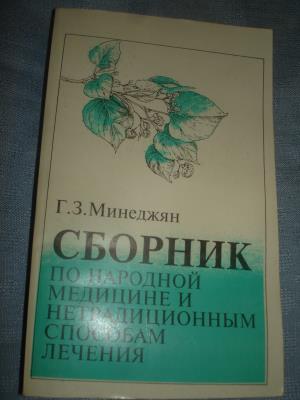 Г.З.Минеджян
СБОРНИК
ПО НАРОДНОЙ
МЕДИЦИНЕ И
НЕТРАДИЦИОННЫМ
СПОСОБАМ
ЛЕЧЕНИЯ